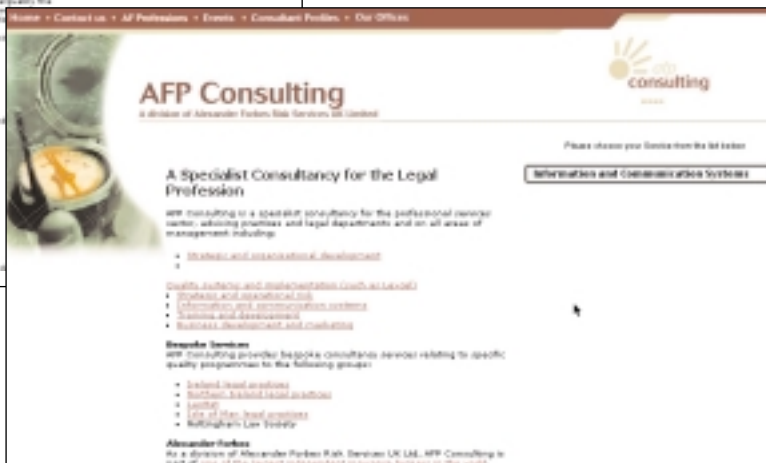 Home • Contact us • AF Professions • Events • Consultant Profiles • Our Offices
afp
consulting
AFP Consulting
A division of Alexander Forbes Risk Services UK Limited
Please choose your Service from the list below
Information and Communication Systems
A Specialist Consultancy for the Legal
Profession
AFP Consulting is a specialist consultancy for the professional services
sector, advising practices and legal departments and on all areas of
management including:
Strategic and organisational development
Quality systems and implementation (such as Lexcel)
Strategic and operational risk
Information and communication systems
Training and development
Business development and marketing
Bespoke Services
AFP Consulting provides bespoke consultancy services relating to specific
quality programmes to the following groups:
Ireland legal practices
Northern Ireland legal practices
LawNet
Isle of Man legal practices
Nottingham Law Society
Alexander Forbes
As a division of Alexander Forbes Risk Services UK Ltd, AFP Consulting is